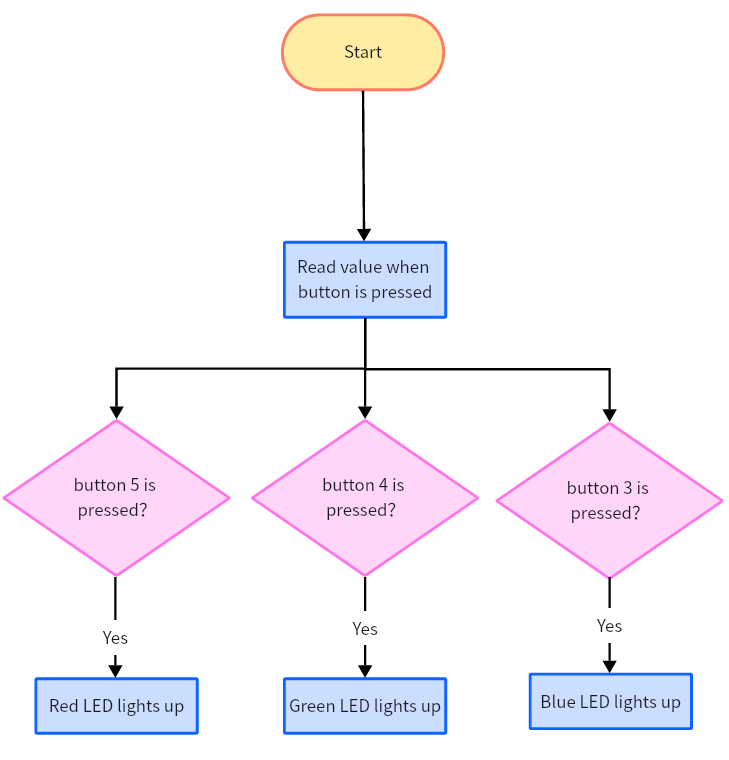 Start
Read value when
button is pressed
button 5 is
pressed?
button 4 is
pressed?
button 3 is
pressed?
Yes
Yes
Yes
Red LED lights up
Green LED lights up
Blue LED lights up